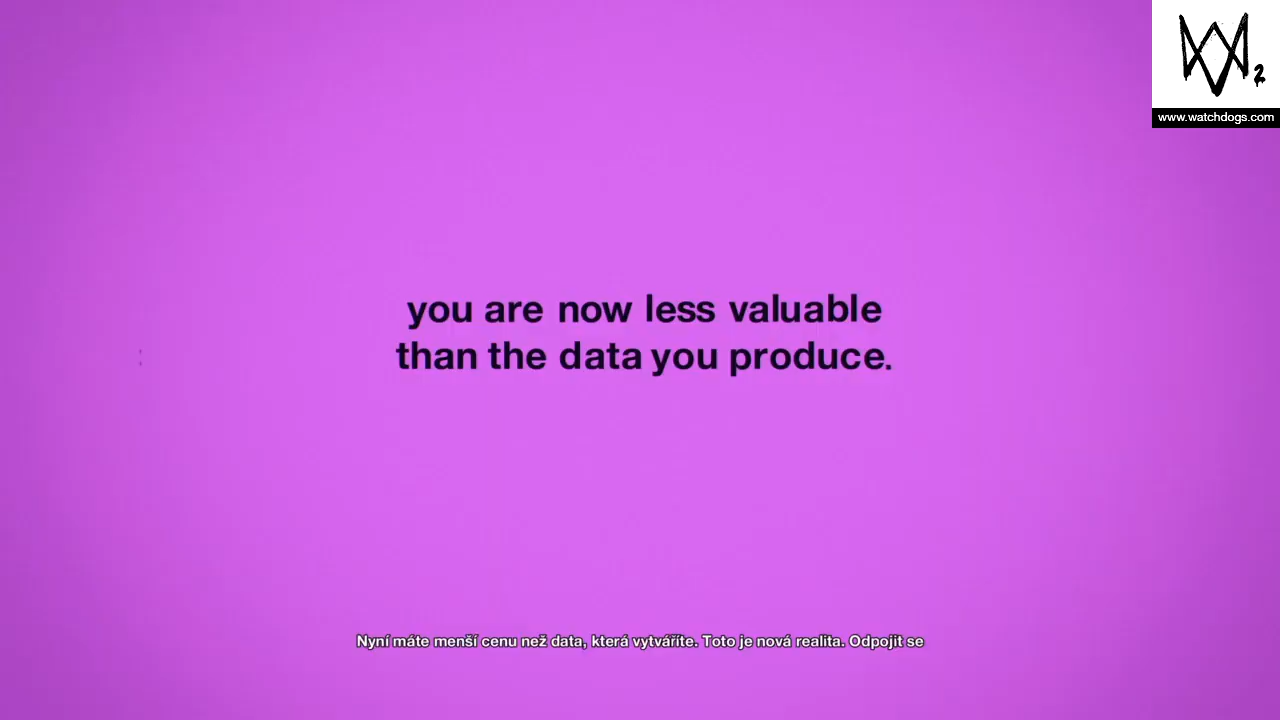 2
www.watchdogs.com
you are now less valuable
than the data you produce.
Nyní máte menší cenu než data, která vytváříte. Toto je nová realita. Odpojit se